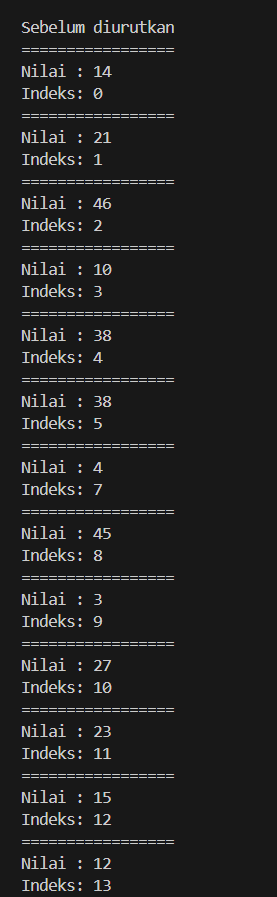 Sebelum diurutkan
=================
Nilai : 14
Indeks: 0
=================
Nilai : 21
Indeks: 1
=================
Nilai : 46
Indeks: 2
=================
Nilai : 10
Indeks: 3
=================
Nilai : 38
Indeks: 4
=================
Nilai : 38
Indeks: 5
=================
Nilai : 4
Indeks: 7
=================
Nilai : 45
Indeks: 8
=================
Nilai : 3
Indeks: 9
=================
Nilai : 27
Indeks: 10
=================
Nilai : 23
Indeks: 11
=================
Nilai : 15
Indeks: 12
=================
Nilai : 12
Indeks: 13